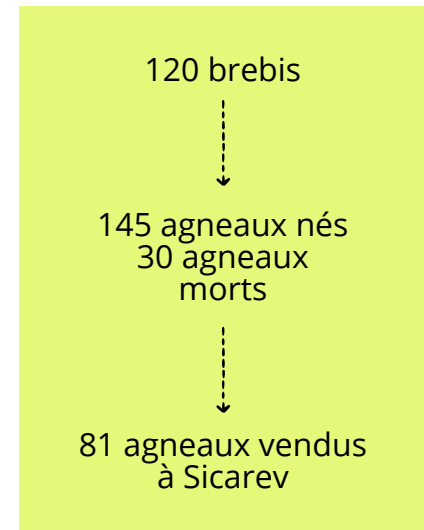 120 brebis
145 agneaux nés
30 agneaux
morts
81 agneaux vendus
à Sicarev